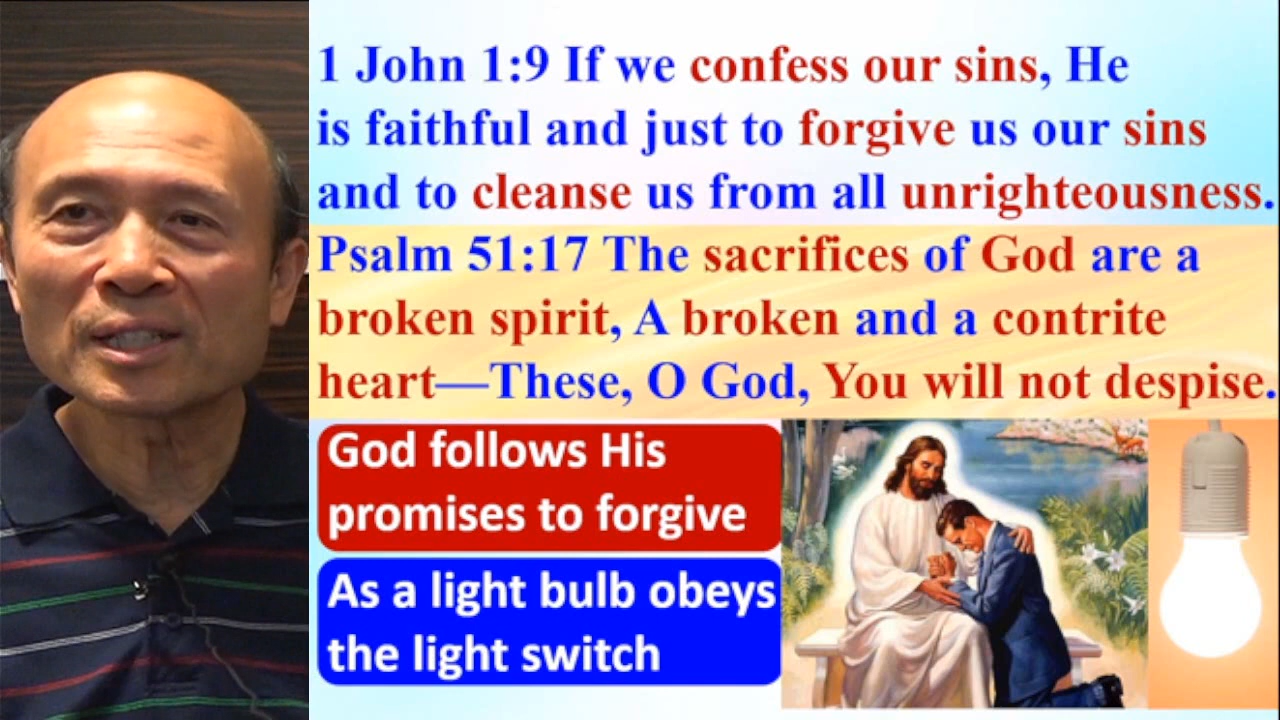 1 John 1:9 If we confess our sins, He
is faithful and just to forgive us our sins
and to cleanse us from all unrighteousness.
Psalm 51:17 The sacrifices of God are a
broken spirit, A broken and a contrite
heart—These, O God, You will not despise.
God follows His
promises to forgive
As a light bulb obeys
the light switch